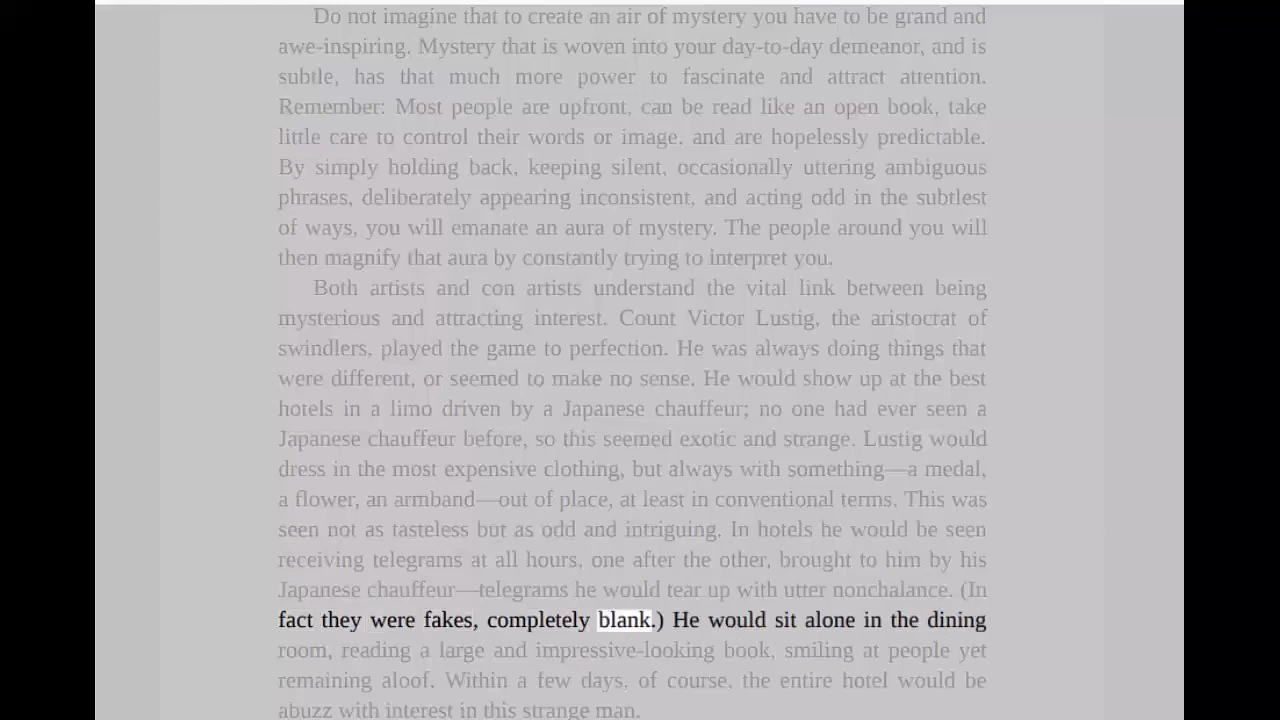 Do not imagine that to create an air of mystery you have to be grand and
awe-inspiring. Mystery that is woven into your day-to-day demeanor, and is
subtle, has that much more power to fascinate and attract attention.
Remember: Most people are upfront, can be read like an open book, take
little care to control their words or image, and are hopelessly predictable.
By simply holding back, keeping silent, occasionally uttering ambiguous
phrases, deliberately appearing inconsistent, and acting odd in the subtlest
of ways, you will emanate an aura of mystery. The people around you will
then magnify that aura by constantly trying to interpret you.
Both artists and con artists understand the vital link between being
mysterious and attracting interest. Count Victor Lustig, the aristocrat of
swindlers, played the game to perfection. He was always doing things that
were different, or seemed to make no sense. He would show up at the best
hotels in a limo driven by a Japanese chauffeur; no one had ever seen a
Japanese chauffeur before, so this seemed exotic and strange. Lustig would
dress in the most expensive clothing, but always with something—a medal,
a flower, an armband—out of place, at least in conventional terms. This was
seen not as tasteless but as odd and intriguing. In hotels he would be seen
receiving telegrams at all hours, one after the other, brought to him by his
Japanese chauffeur—telegrams he would tear up with utter nonchalance. (In
fact they were fakes, completely blank.) He would sit alone in the dining
room, reading a large and impressive-looking book, smiling at people yet
remaining aloof. Within a few days, of course, the entire hotel would be
abuzz with interest in this strange man.